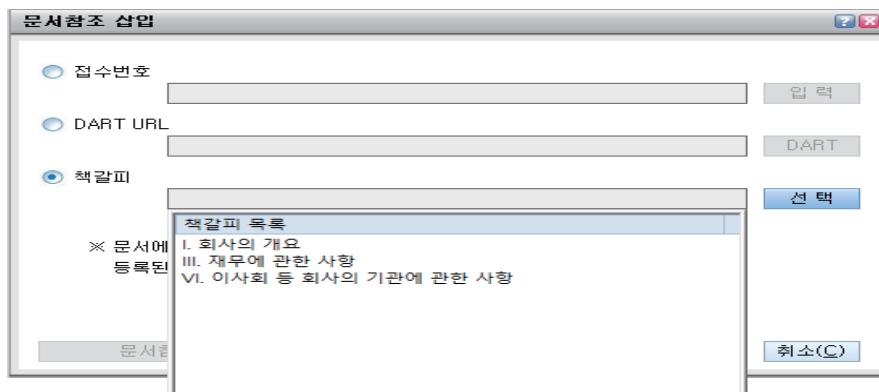 문서참조 삽입
접수번호
입 력
DART URL
DART
책갈피
선 택
책갈피 목록
I. 회사의 개요
III. 재무에 관한 사항
VI. 이사회 등 회사의 기관에 관한 사항
※ 문서에
등록된
취소(C)